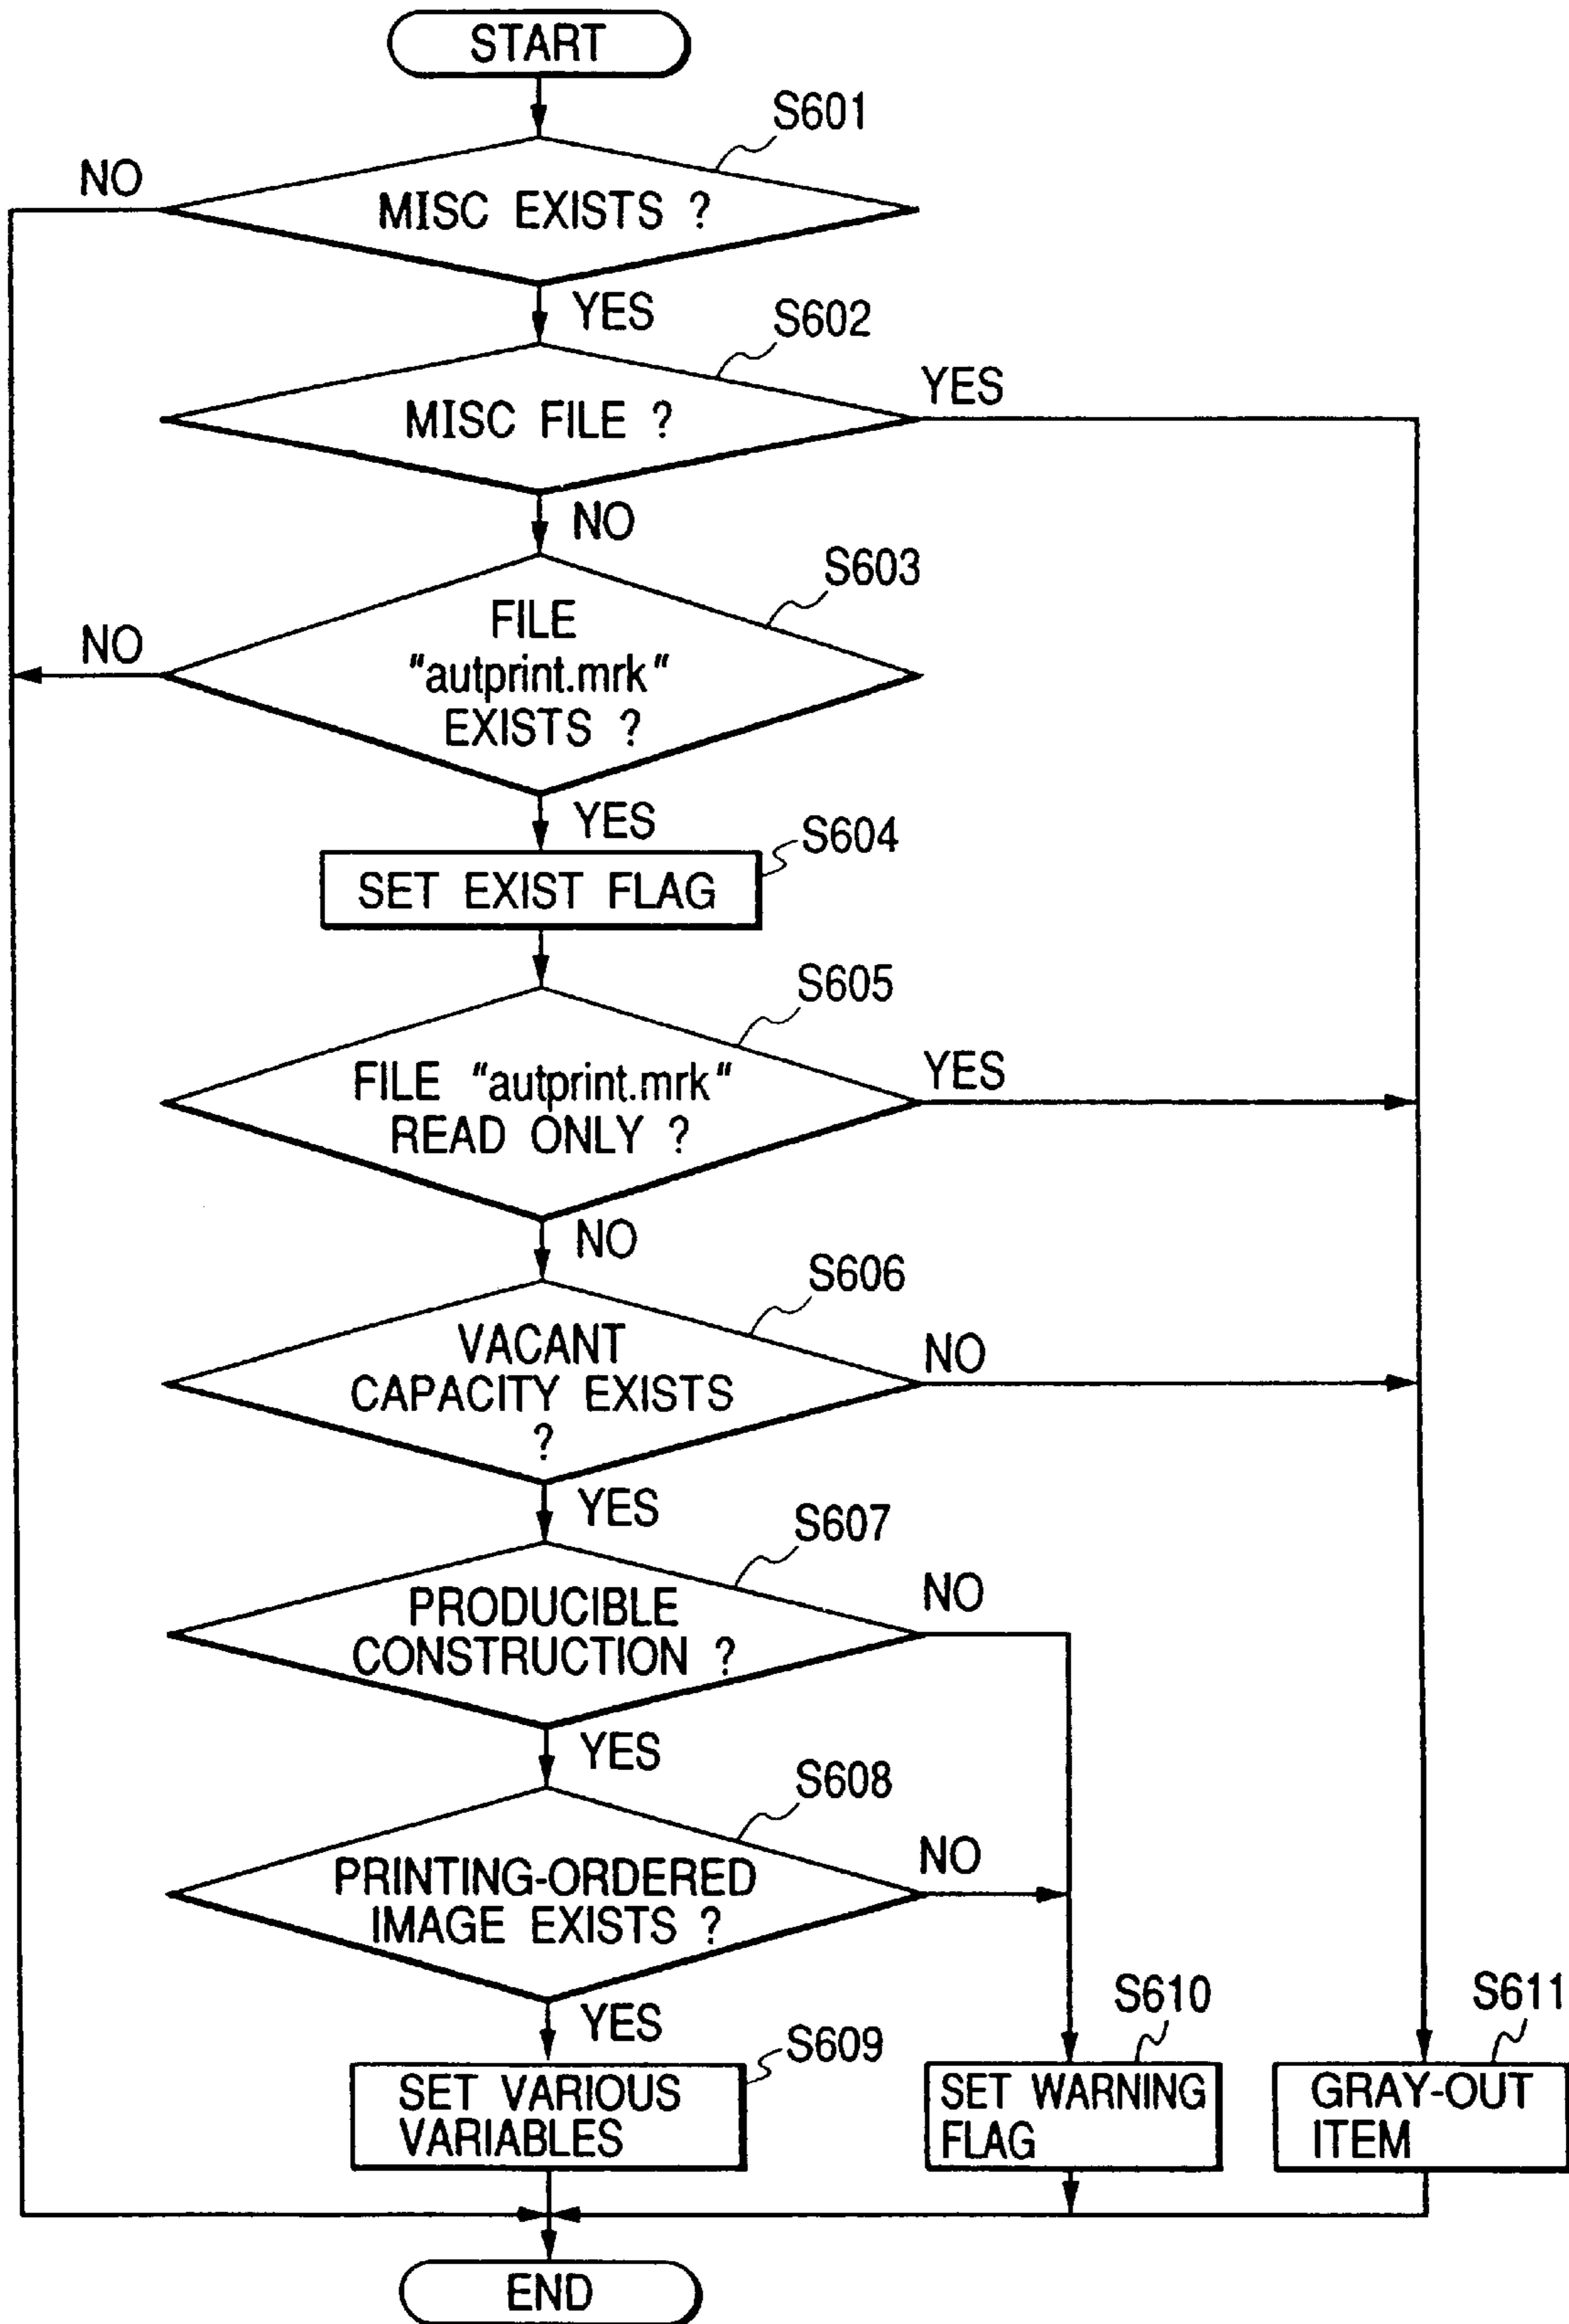 START
S601
NO
MISC EXISTS ?
YES
S602
YES
MISC FILE ?
NO
S603
NO
FILE
"autprint.mrk"
EXISTS ?
YES
S604
SET EXIST FLAG
S605
YES
FILE "autprint.mrk"
READ ONLY ?
NO
S606
NO
VACANT
CAPACITY EXISTS
?
YES
S607
NO
PRODUCIBLE
CONSTRUCTION ?
YES
S608
NO
PRINTING-ORDERED
IMAGE EXISTS ?
YES
S609
SET VARIOUS
VARIABLES
S610
SET WARNING
FLAG
S611
GRAY-OUT
ITEM
END